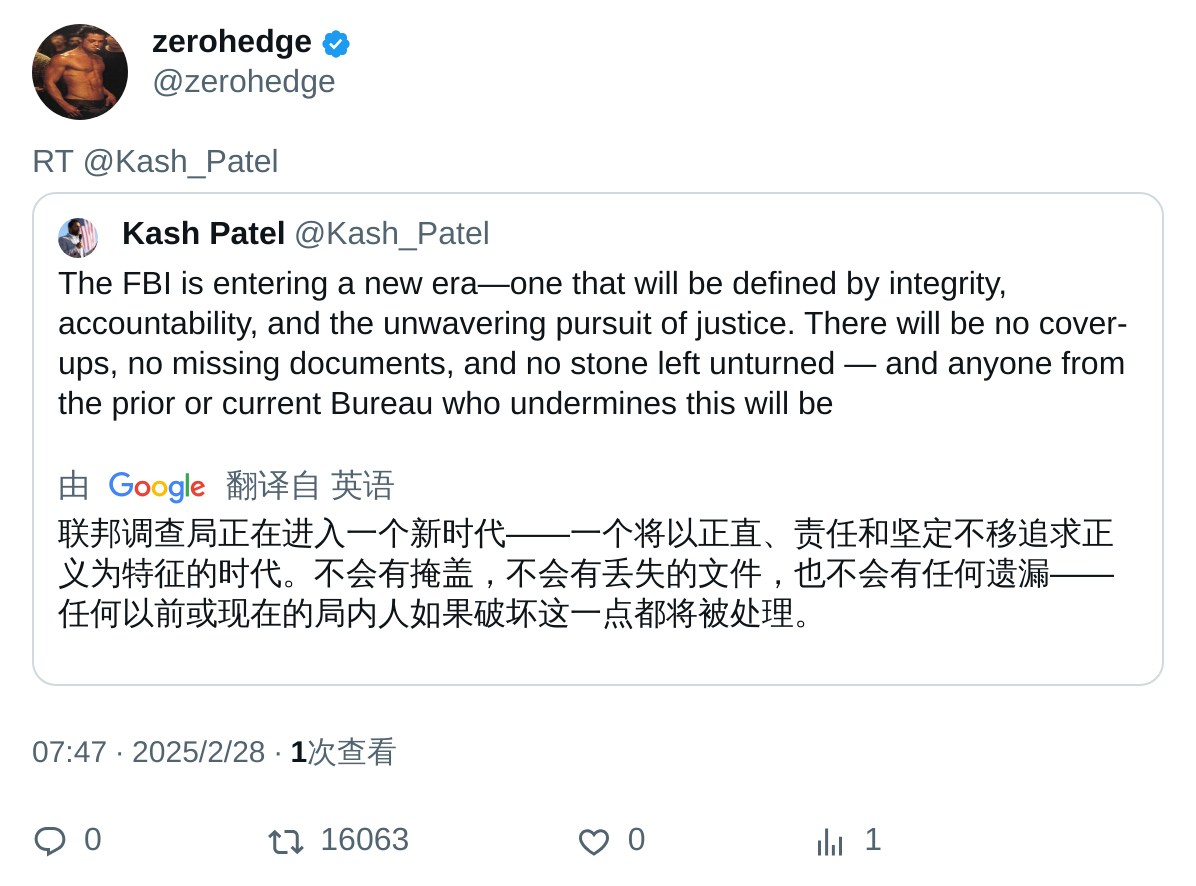 zerohedge
@zerohedge
RT @Kash_Patel
Kash Patel @Kash_Patel
The FBI is entering a new era—one that will be defined by integrity,
accountability, and the unwavering pursuit of justice. There will be no cover-
ups, no missing documents, and no stone left unturned — and anyone from
the prior or current Bureau who undermines this will be
由 Google 翻译自 英语
联邦调查局正在进入一个新时代——一个将以正直、责任和坚定不移追求正
义为特征的时代。不会有掩盖，不会有丢失的文件，也不会有任何遗漏——
任何以前或现在的局内人如果破坏这一点都将被处理。
07:47 · 2025/2/28 · 1次查看
0 16063 0 1